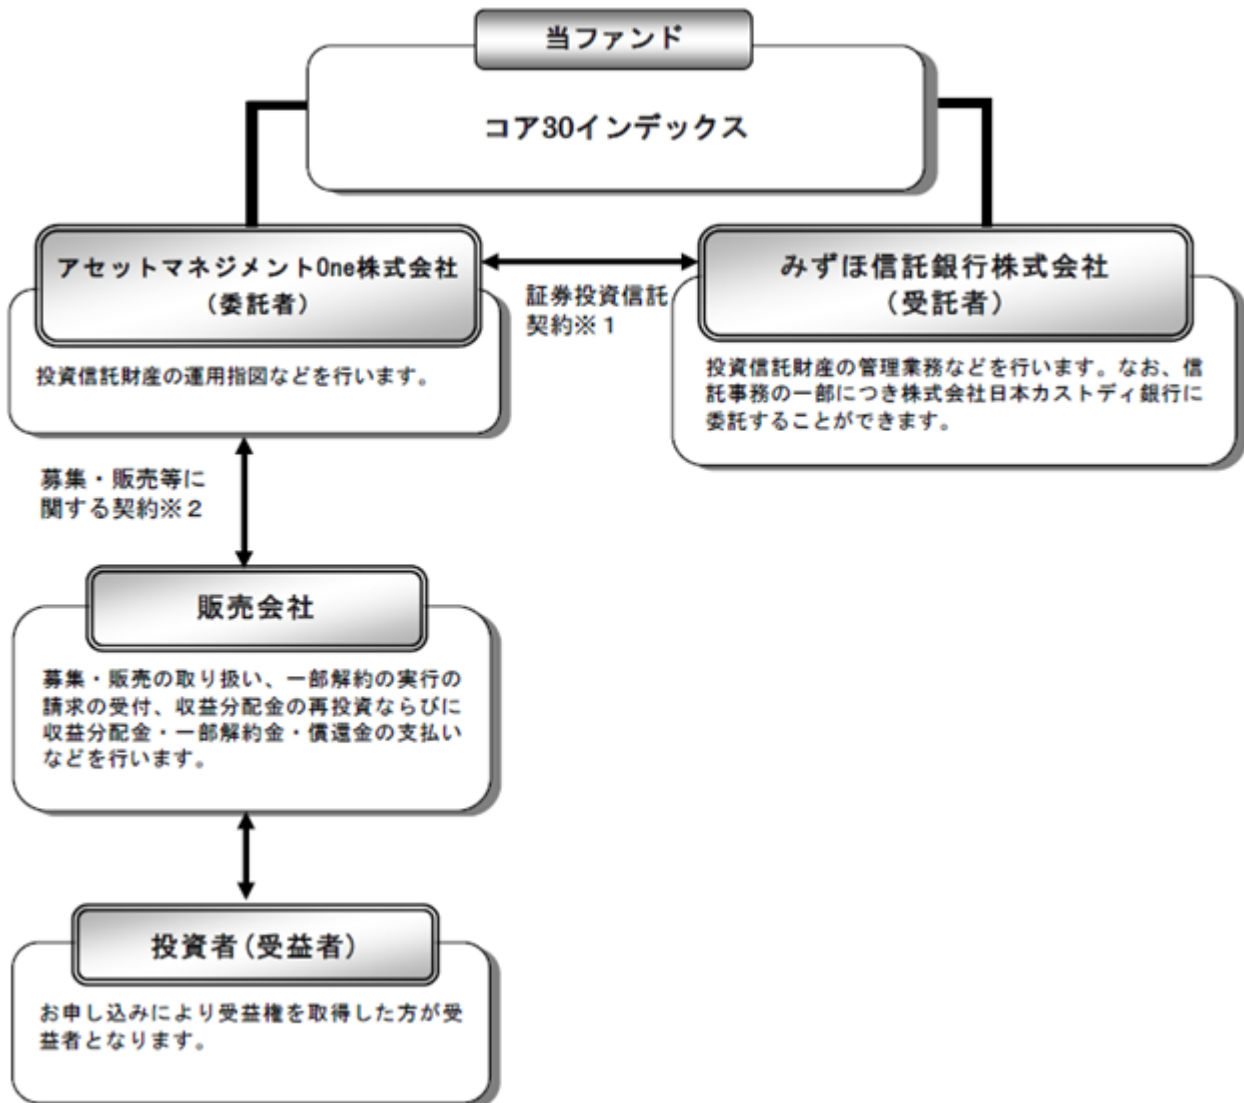 当ファンド
コア30インデックス
アセットマネジメントOne株式会社
（委託者）
投資信託財産の運用指図などを行います。
証券投資信託
契約※１
みずほ信託銀行株式会社
（受託者）
投資信託財産の管理業務などを行います。なお、信
託事務の一部につき株式会社日本カストディ銀行に
委託することができます。
募集・販売等に
関する契約※２
販売会社
募集・販売の取り扱い、一部解約の実行の
請求の受付、収益分配金の再投資ならびに
収益分配金・一部解約金・償還金の支払い
などを行います。
投資者(受益者)
お申し込みにより受益権を取得した方が受
益者となります。